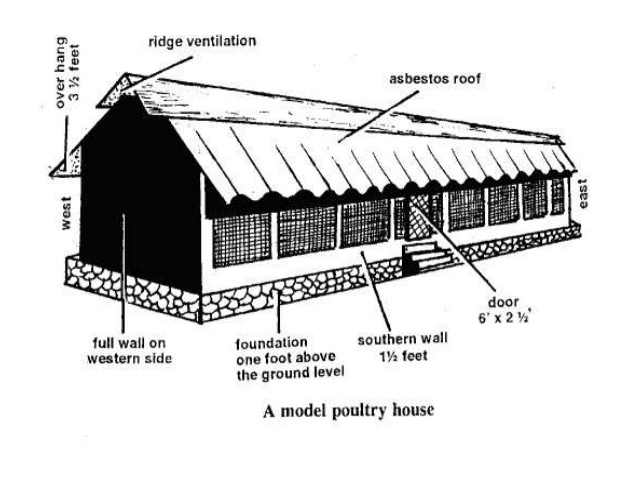 ridge ventilation
over hang
3 ½ feet
asbestos roof
west
east
door
6' x 2 ½'
full wall on
western side
foundation
one foot above
the ground level
southern wall
1½ feet
A model poultry house